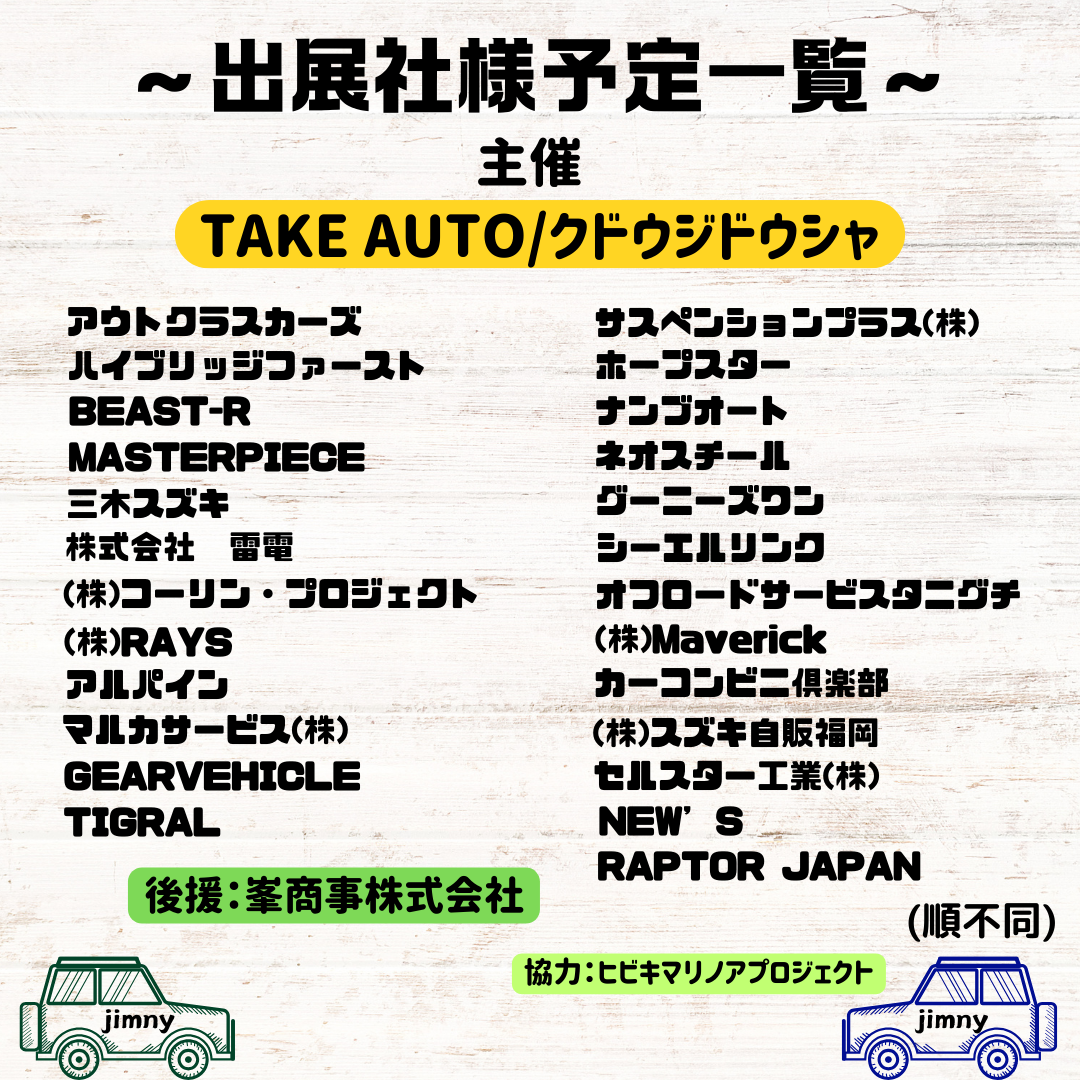 ~出展社様予定一覧~
主催
TAKE AUTO/クドウジドウシャ
アウトクラスカーズ
ハイブリッジファースト
BEAST-R
MASTERPIECE
三木スズキ
株式会社　雷電
(株)コーリン・プロジェクト
(株)RAYS
アルパイン
マルカサービス(株)
GEARVEHICLE
TIGRAL
サスペンションプラス(株)
ホープスター
ナンブオート
ネオスチール
グーニーズワン
シーエルリンク
オフロードサービスタニグチ
(株)Maverick
カーコンビニ倶楽部
(株)スズキ自販福岡
セルスター工業(株)
NEW'S
RAPTOR JAPAN
後援:峯商事株式会社
(順不同)
協力:ヒビキマリノアプロジェクト
jimny
jimny